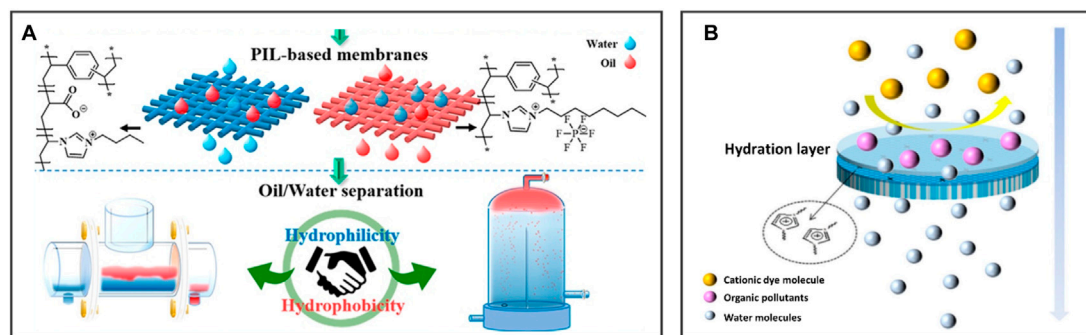 A
PIL-based membranes
Water
Oil
*
*
*
*
O
O
⊖
N
N
⊕
*
*
*
*
N
N
⊕
F
F
F
P
F
F
F
⊖
Oil/Water separation
Hydrophilicity
Hydrophobicity
B
Hydration layer
Cationic dye molecule
Organic pollutants
Water molecules